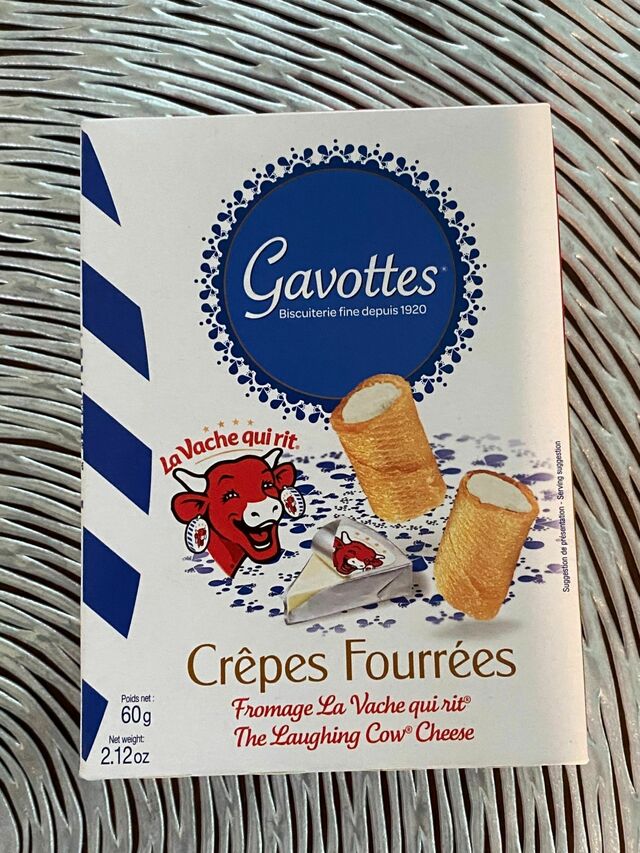 Gavottes
Biscuiterie fine depuis 1920
La Vache qui rit
Suggestion de présentation - Serving suggestion
Crêpes Fourrées
Fromage La Vache qui rit®
The Laughing Cow® Cheese
Poids net :
60g
Net weight:
2.12oz